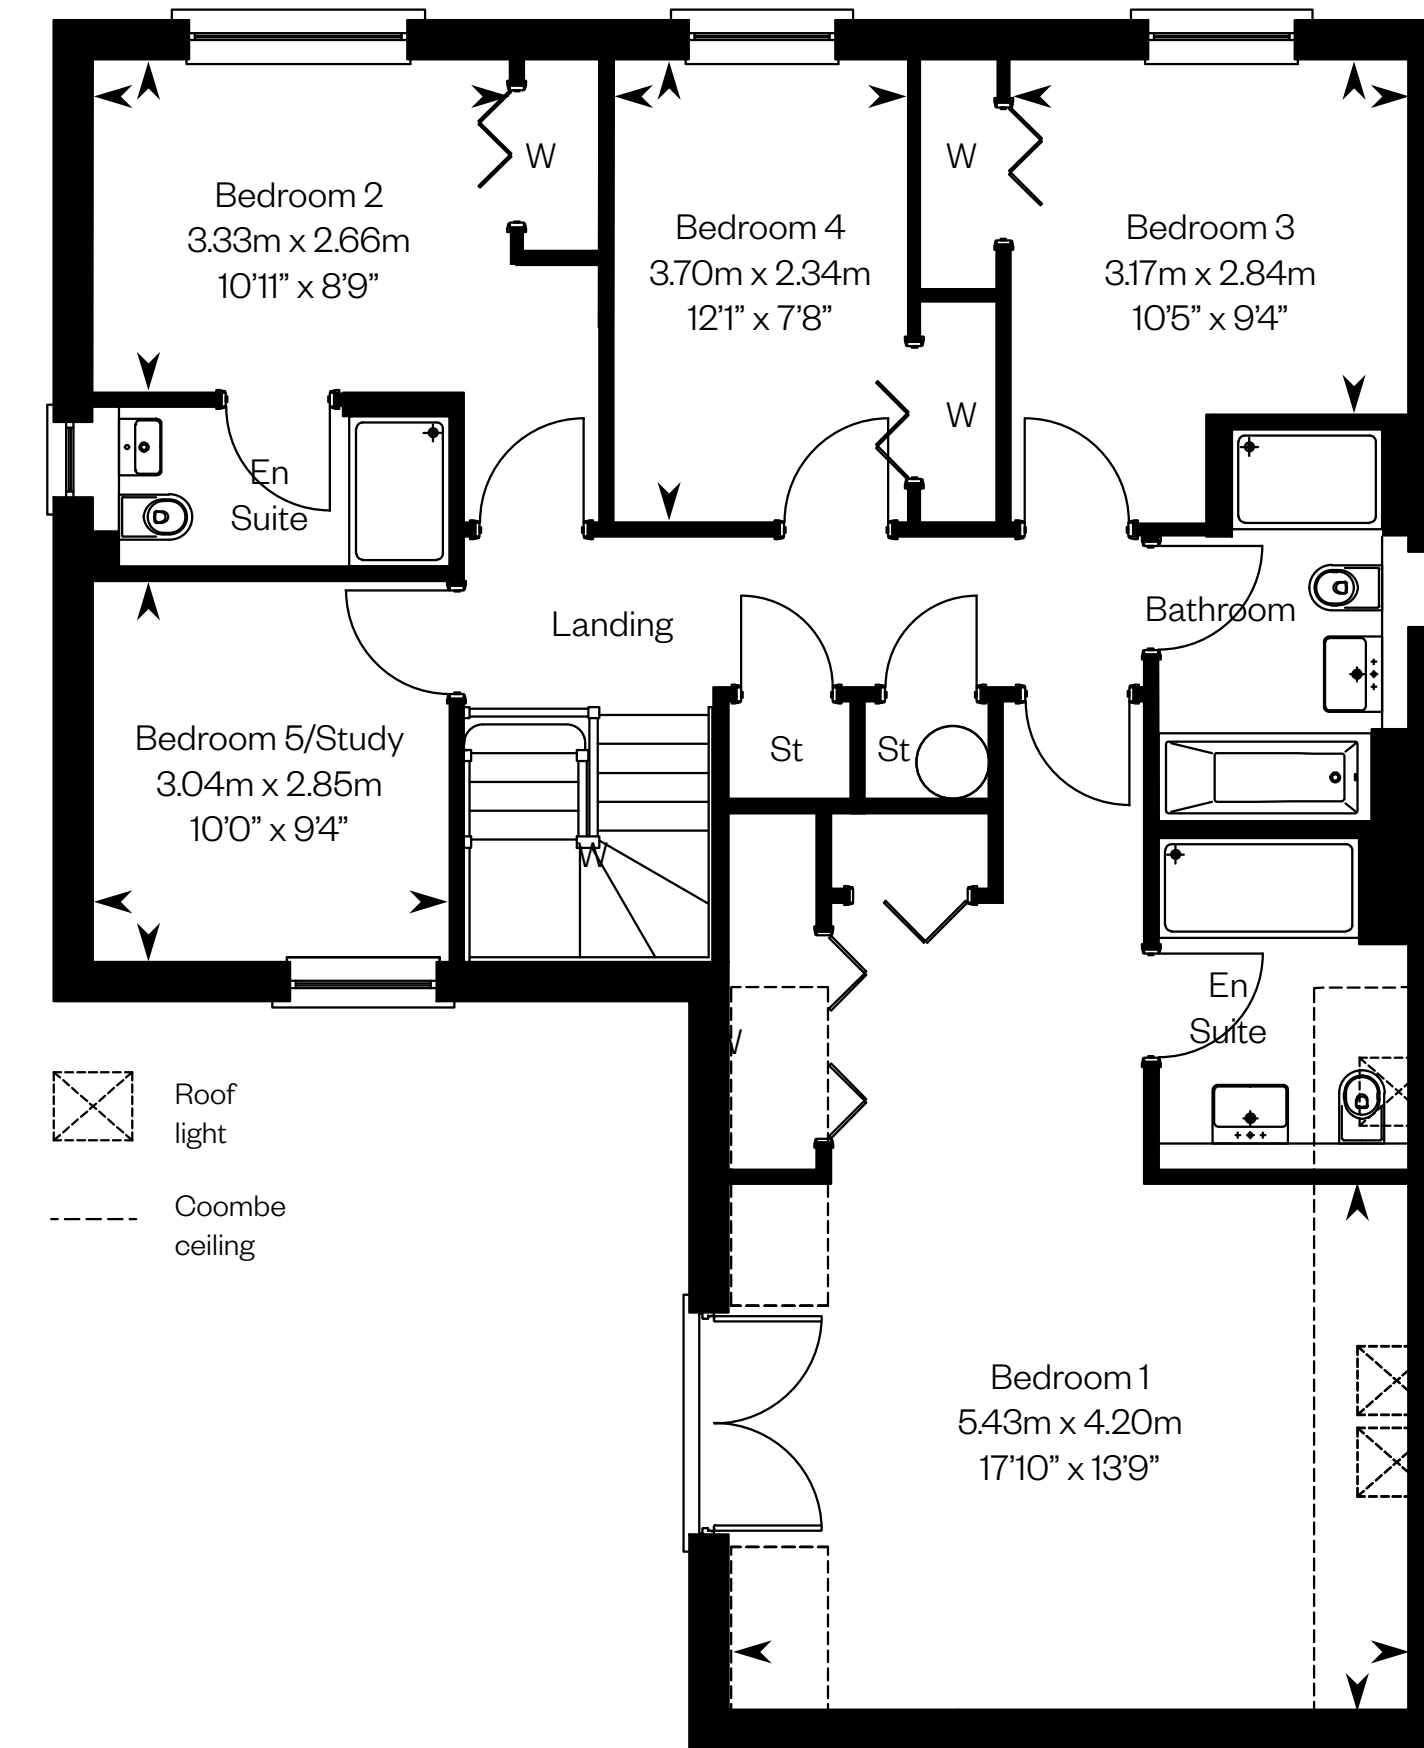 Bedroom 2
3.33m x 2.66m
10’11” x 8’9”
W
Bedroom 4
3.70m x 2.34m
12’1” x 7’8”
W
Bedroom 3
3.17m x 2.84m
10’5” x 9’4”
W
En
Suite
Landing
Bathroom
Bedroom 5/Study
3.04m x 2.85m
10’0” x 9’4”
St
St
W
En
Suite
Roof
light
Coombe
ceiling
Bedroom 1
5.43m x 4.20m
17’10” x 13’9”